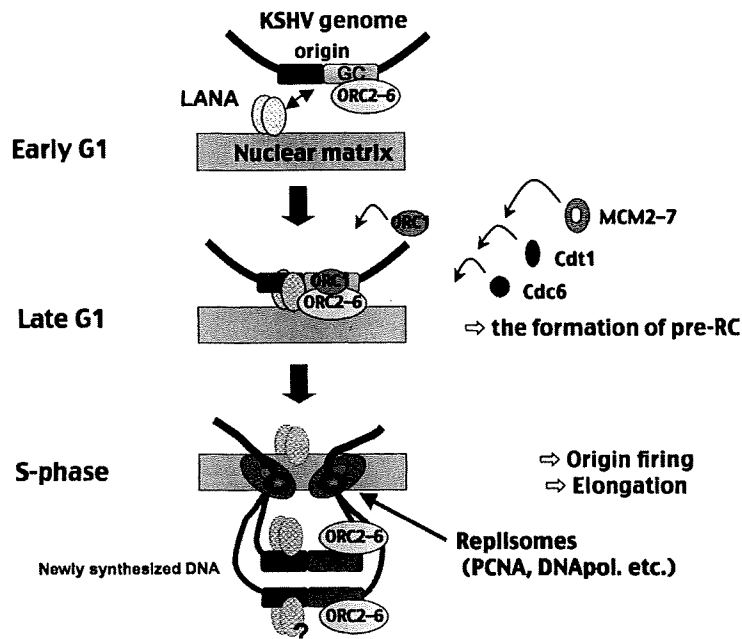 KSHV genome
origin
GC
ORC2-6
LANA
Early G1
Nuclear matrix
ORC1
MCM2-7
Cdt1
Cdc6
ORC1
ORC2-6
Late G1
⇨ the formation of pre-RC
S-phase
⇨ Origin firing
⇨ Elongation
ORC2-6
Replisomes
(PCNA, DNApol. etc.)
Newly synthesized DNA
ORC2-6
?